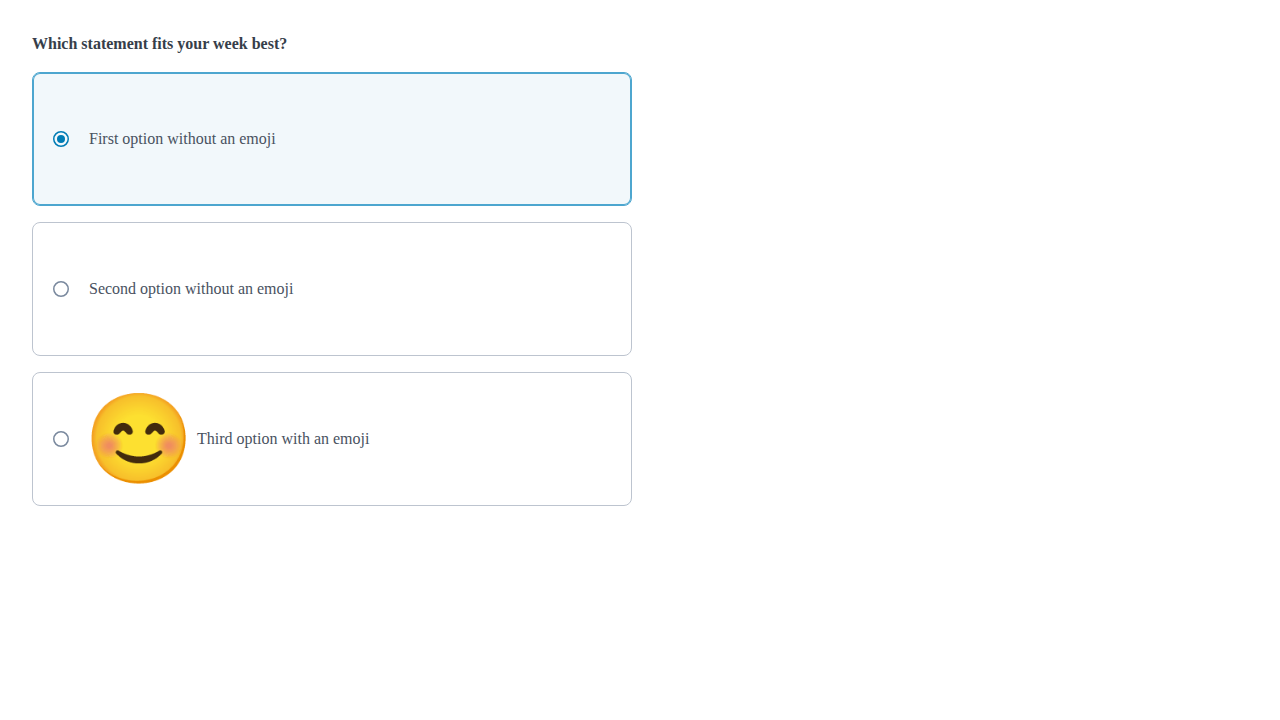 Which statement fits your week best?
First option without an emoji
Second option without an emoji
Third option with an emoji